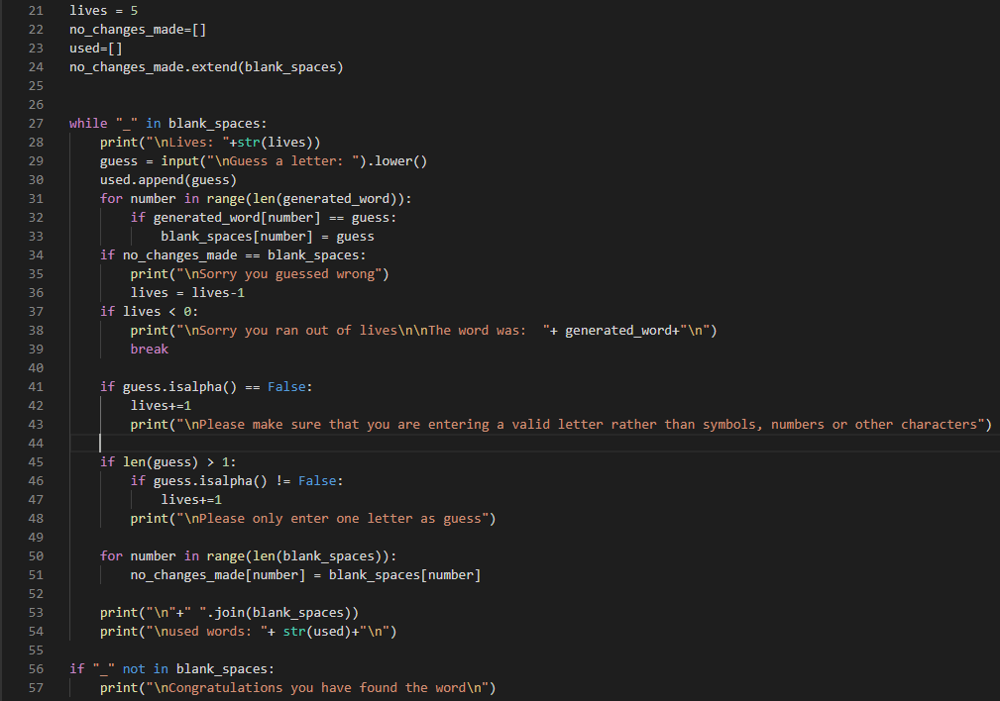 21 lives = 5
22 no_changes_made=[]
23 used=[]
24 no_changes_made.extend(blank_spaces)
25
26
27 while "_" in blank_spaces:
28     print("\nLives: "+str(lives))
29     guess = input("\nGuess a letter: ").lower()
30     used.append(guess)
31     for number in range(len(generated_word)):
32         if generated_word[number] == guess:
33             blank_spaces[number] = guess
34     if no_changes_made == blank_spaces:
35         print("\nSorry you guessed wrong")
36         lives = lives-1
37     if lives < 0:
38         print("\nSorry you ran out of lives\n\nThe word was:  "+ generated_word+"\n")
39         break
40
41     if guess.isalpha() == False:
42         lives+=1
43         print("\nPlease make sure that you are entering a valid letter rather than symbols, numbers or other characters")
44
45     if len(guess) > 1:
46         if guess.isalpha() != False:
47             lives+=1
48         print("\nPlease only enter one letter as guess")
49
50     for number in range(len(blank_spaces)):
51         no_changes_made[number] = blank_spaces[number]
52
53     print("\n"+" ".join(blank_spaces))
54     print("\nused words: "+ str(used)+"\n")
55
56 if "_" not in blank_spaces:
57     print("\nCongratulations you have found the word\n")